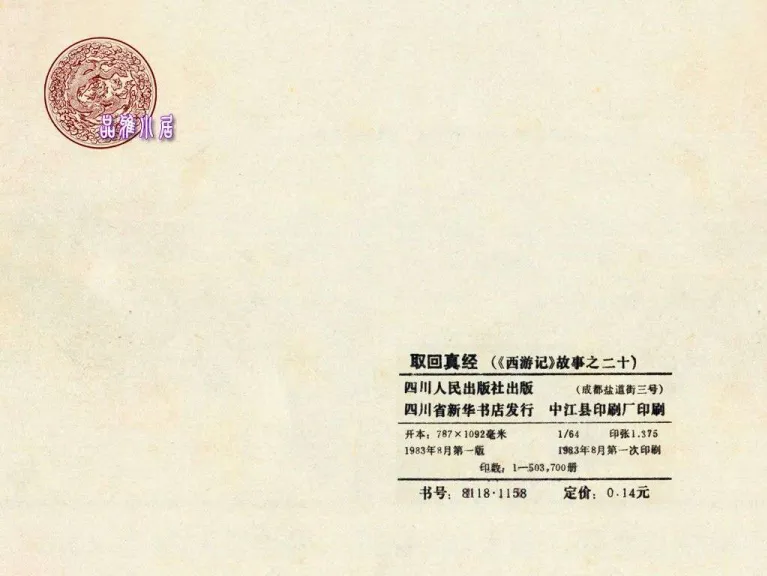 品雅小居
取回真经 (《西游记》故事之二十)
四川人民出版社出版 (成都盐道街三号)
四川省新华书店发行 中江县印刷厂印刷
开本: 787×1092毫米 1/64 印张1.375
1983年8月第一版 1983年8月第一次印刷
印数: 1—503,700册
书号: 8118·1158 定价: 0.14元